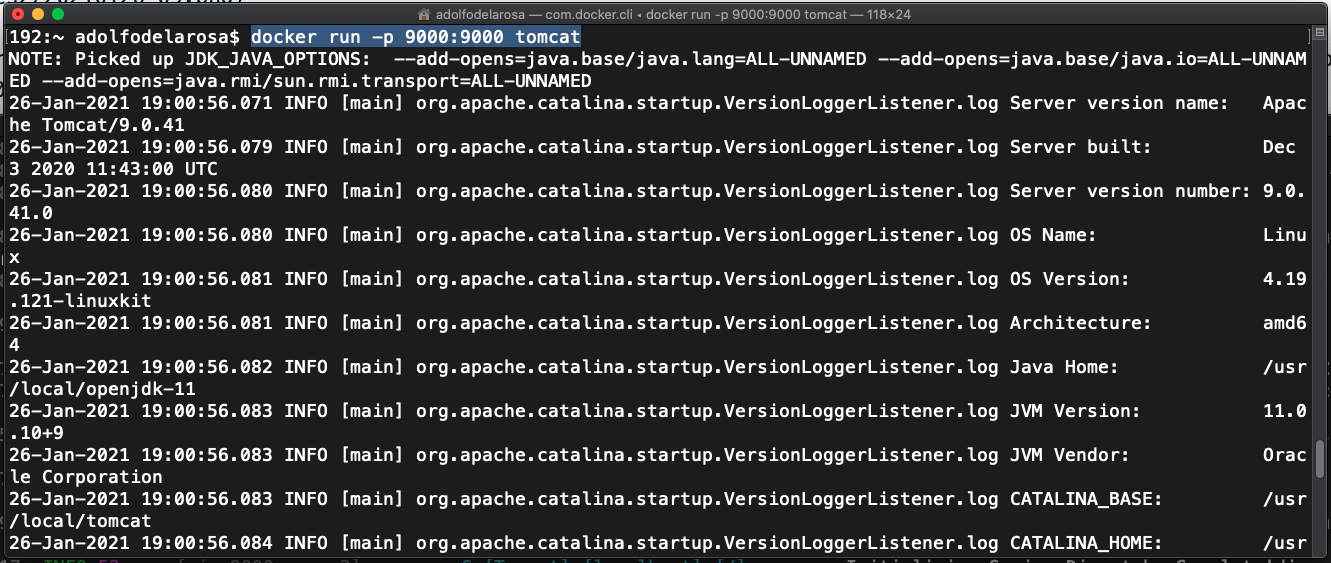 adolfodelarosa — com.docker.cli ◂ docker run -p 9000:9000 tomcat — 118×24
[192:~ adolfodelarosa$ docker run -p 9000:9000 tomcat ]
NOTE: Picked up JDK_JAVA_OPTIONS:  --add-opens=java.base/java.lang=ALL-UNNAMED --add-opens=java.base/java.io=ALL-UNNAM
ED --add-opens=java.rmi/sun.rmi.transport=ALL-UNNAMED
26-Jan-2021 19:00:56.071 INFO [main] org.apache.catalina.startup.VersionLoggerListener.log Server version name:   Apac
he Tomcat/9.0.41
26-Jan-2021 19:00:56.079 INFO [main] org.apache.catalina.startup.VersionLoggerListener.log Server built:          Dec
3 2020 11:43:00 UTC
26-Jan-2021 19:00:56.080 INFO [main] org.apache.catalina.startup.VersionLoggerListener.log Server version number: 9.0.
41.0
26-Jan-2021 19:00:56.080 INFO [main] org.apache.catalina.startup.VersionLoggerListener.log OS Name:               Linu
x
26-Jan-2021 19:00:56.081 INFO [main] org.apache.catalina.startup.VersionLoggerListener.log OS Version:            4.19
.121-linuxkit
26-Jan-2021 19:00:56.081 INFO [main] org.apache.catalina.startup.VersionLoggerListener.log Architecture:          amd6
4
26-Jan-2021 19:00:56.082 INFO [main] org.apache.catalina.startup.VersionLoggerListener.log Java Home:             /usr
/local/openjdk-11
26-Jan-2021 19:00:56.083 INFO [main] org.apache.catalina.startup.VersionLoggerListener.log JVM Version:           11.0
.10+9
26-Jan-2021 19:00:56.083 INFO [main] org.apache.catalina.startup.VersionLoggerListener.log JVM Vendor:            Orac
le Corporation
26-Jan-2021 19:00:56.083 INFO [main] org.apache.catalina.startup.VersionLoggerListener.log CATALINA_BASE:         /usr
/local/tomcat
26-Jan-2021 19:00:56.084 INFO [main] org.apache.catalina.startup.VersionLoggerListener.log CATALINA_HOME:         /usr